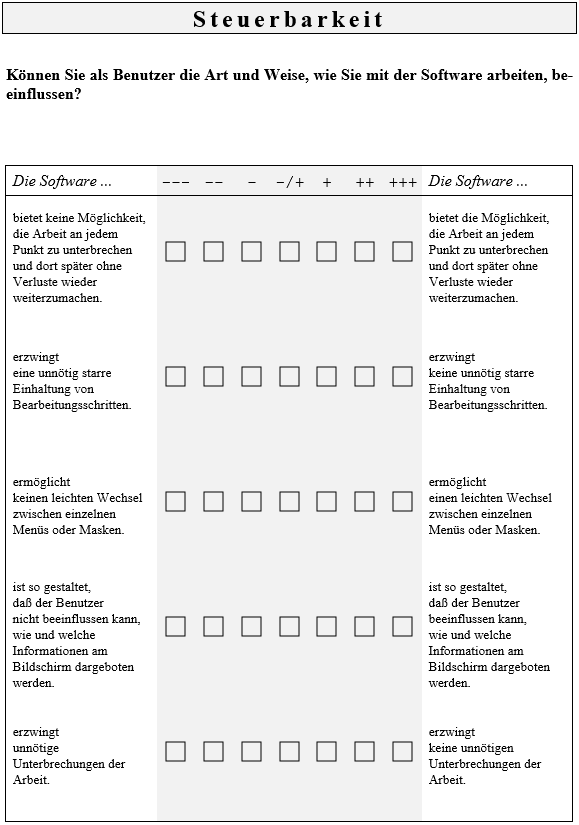 Steuerbarkeit
Können Sie als Benutzer die Art und Weise, wie Sie mit der Software arbeiten, be-
einflussen?
Die Software ... --- -- - -/+ + ++ +++ Die Software ...
bietet keine Möglichkeit,
die Arbeit an jedem
Punkt zu unterbrechen
und dort später ohne
Verluste wieder
weiterzumachen.
bietet die Möglichkeit,
die Arbeit an jedem
Punkt zu unterbrechen
und dort später ohne
Verluste wieder
weiterzumachen.
erzwingt
eine unnötig starre
Einhaltung von
Bearbeitungsschritten.
erzwingt
keine unnötig starre
Einhaltung von
Bearbeitungsschritten.
ermöglicht
keinen leichten Wechsel
zwischen einzelnen
Menüs oder Masken.
ermöglicht
einen leichten Wechsel
zwischen einzelnen
Menüs oder Masken.
ist so gestaltet,
daß der Benutzer
nicht beeinflussen kann,
wie und welche
Informationen am
Bildschirm dargeboten
werden.
ist so gestaltet,
daß der Benutzer
beeinflussen kann,
wie und welche
Informationen am
Bildschirm dargeboten
werden.
erzwingt
unnötige
Unterbrechungen der
Arbeit.
erzwingt
keine unnötigen
Unterbrechungen der
Arbeit.